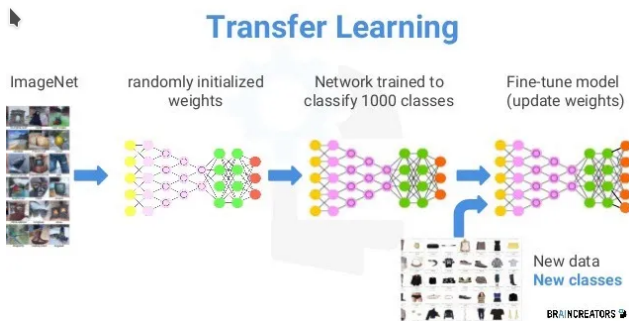 Transfer Learning
ImageNet
randomly initialized
weights
Network trained to
classify 1000 classes
Fine-tune model
(update weights)
New data
New classes
BRAINCREATORS